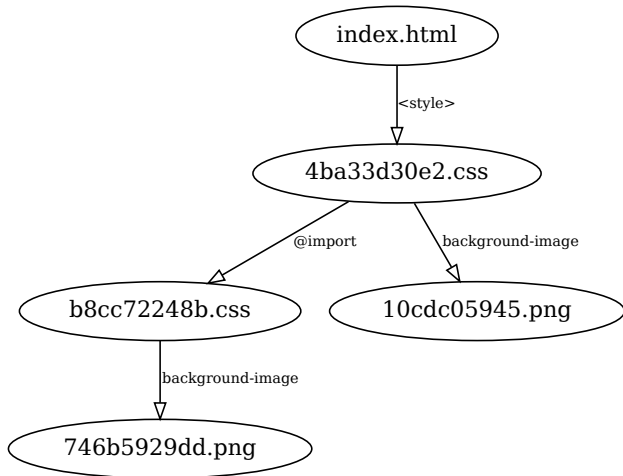 index.html
<style>
4ba33d30e2.css
@import
background-image
b8cc72248b.css
10cdc05945.png
background-image
746b5929dd.png